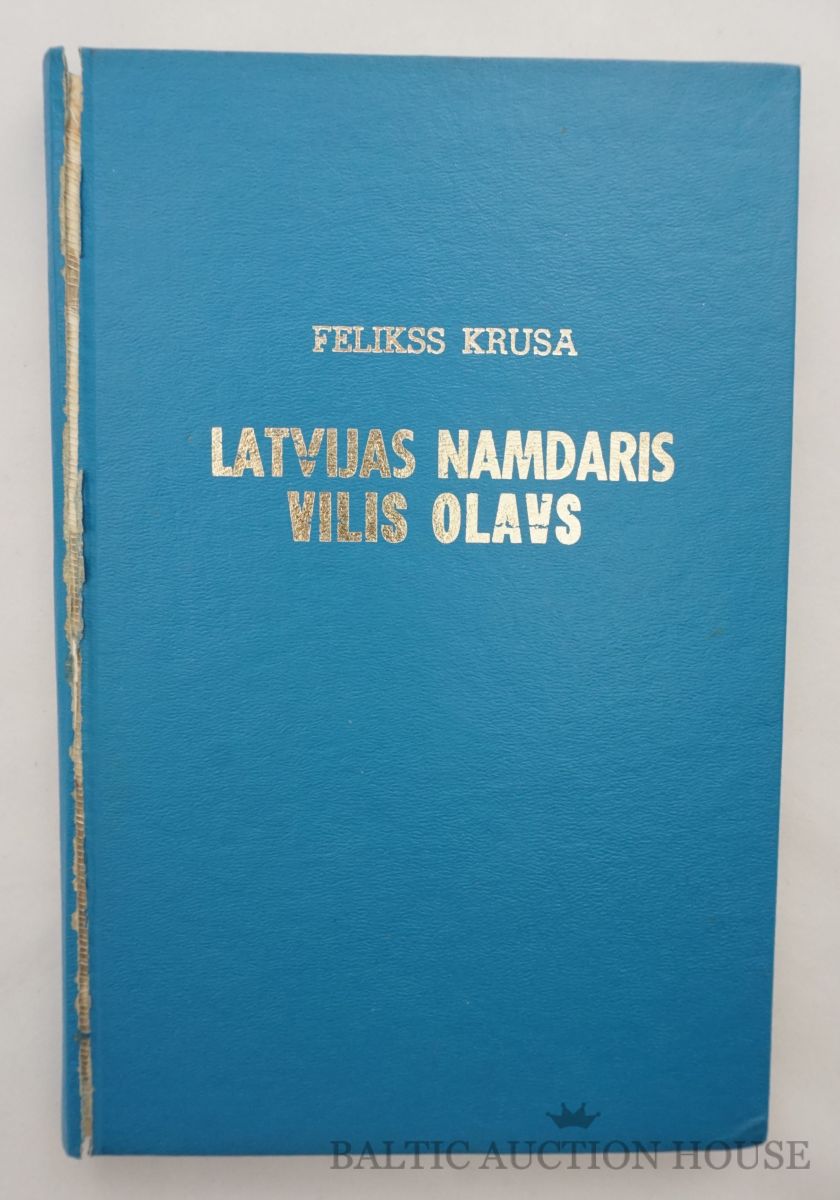 FELIKSS KRUSA
LATVIJAS NAMDARIS
VILIS OLAVS
BALTIC AUCTION HOUSE